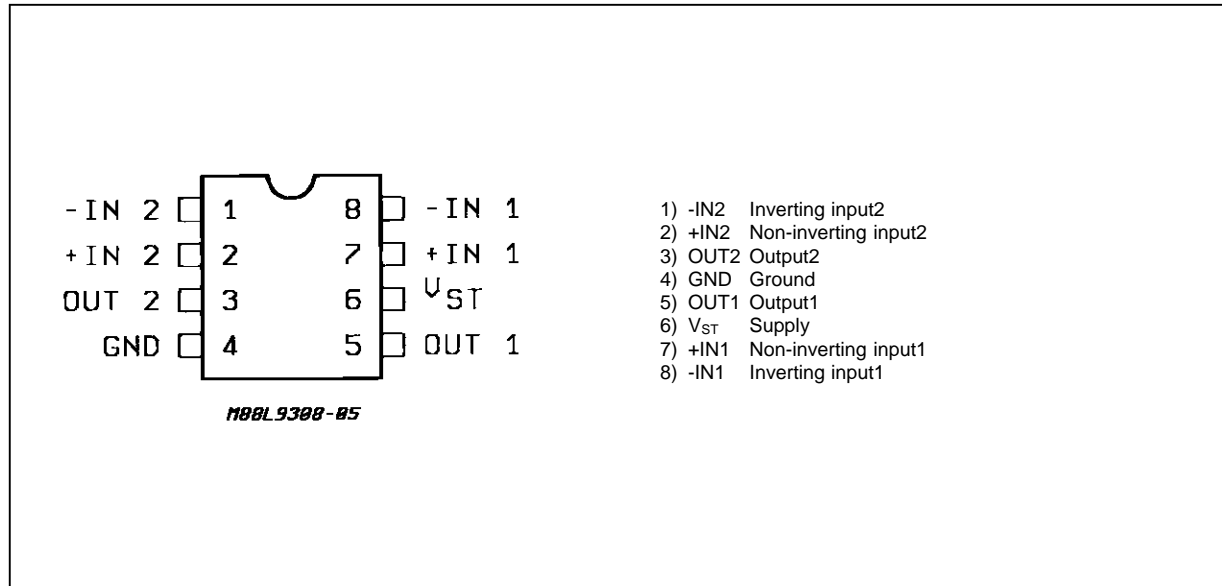 -IN 2 1 8 -IN 1
+IN 2 2 7 +IN 1
OUT 2 3 6 VST
GND 4 5 OUT 1
M88L9308-05
1) -IN2 Inverting input2
2) +IN2 Non-inverting input2
3) OUT2 Output2
4) GND Ground
5) OUT1 Output1
6) VST Supply
7) +IN1 Non-inverting input1
8) -IN1 Inverting input1